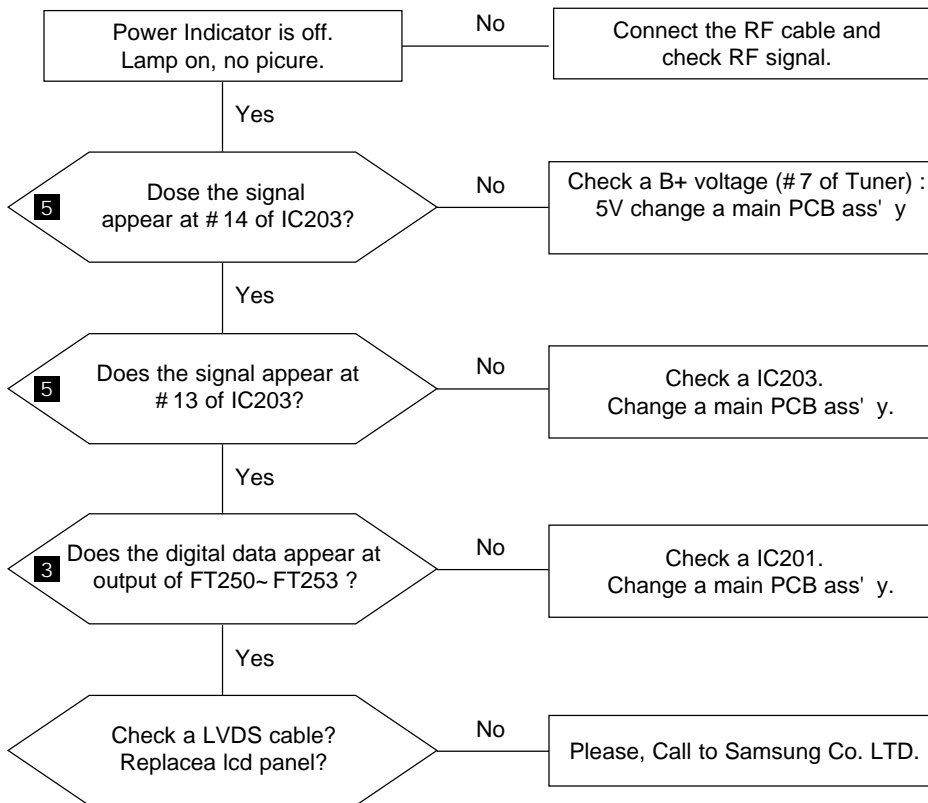 Power Indicator is off.
Lamp on, no picure.
No
Connect the RF cable and
check RF signal.
Yes
5
Dose the signal
appear at #14 of IC203?
No
Check a B+ voltage (#7 of Tuner) :
5V change a main PCB ass' y
Yes
5
Does the signal appear at
#13 of IC203?
No
Check a IC203.
Change a main PCB ass' y.
Yes
3
Does the digital data appear at
output of FT250~FT253 ?
No
Check a IC201.
Change a main PCB ass' y.
Yes
Check a LVDS cable?
Replacea lcd panel?
No
Please, Call to Samsung Co. LTD.